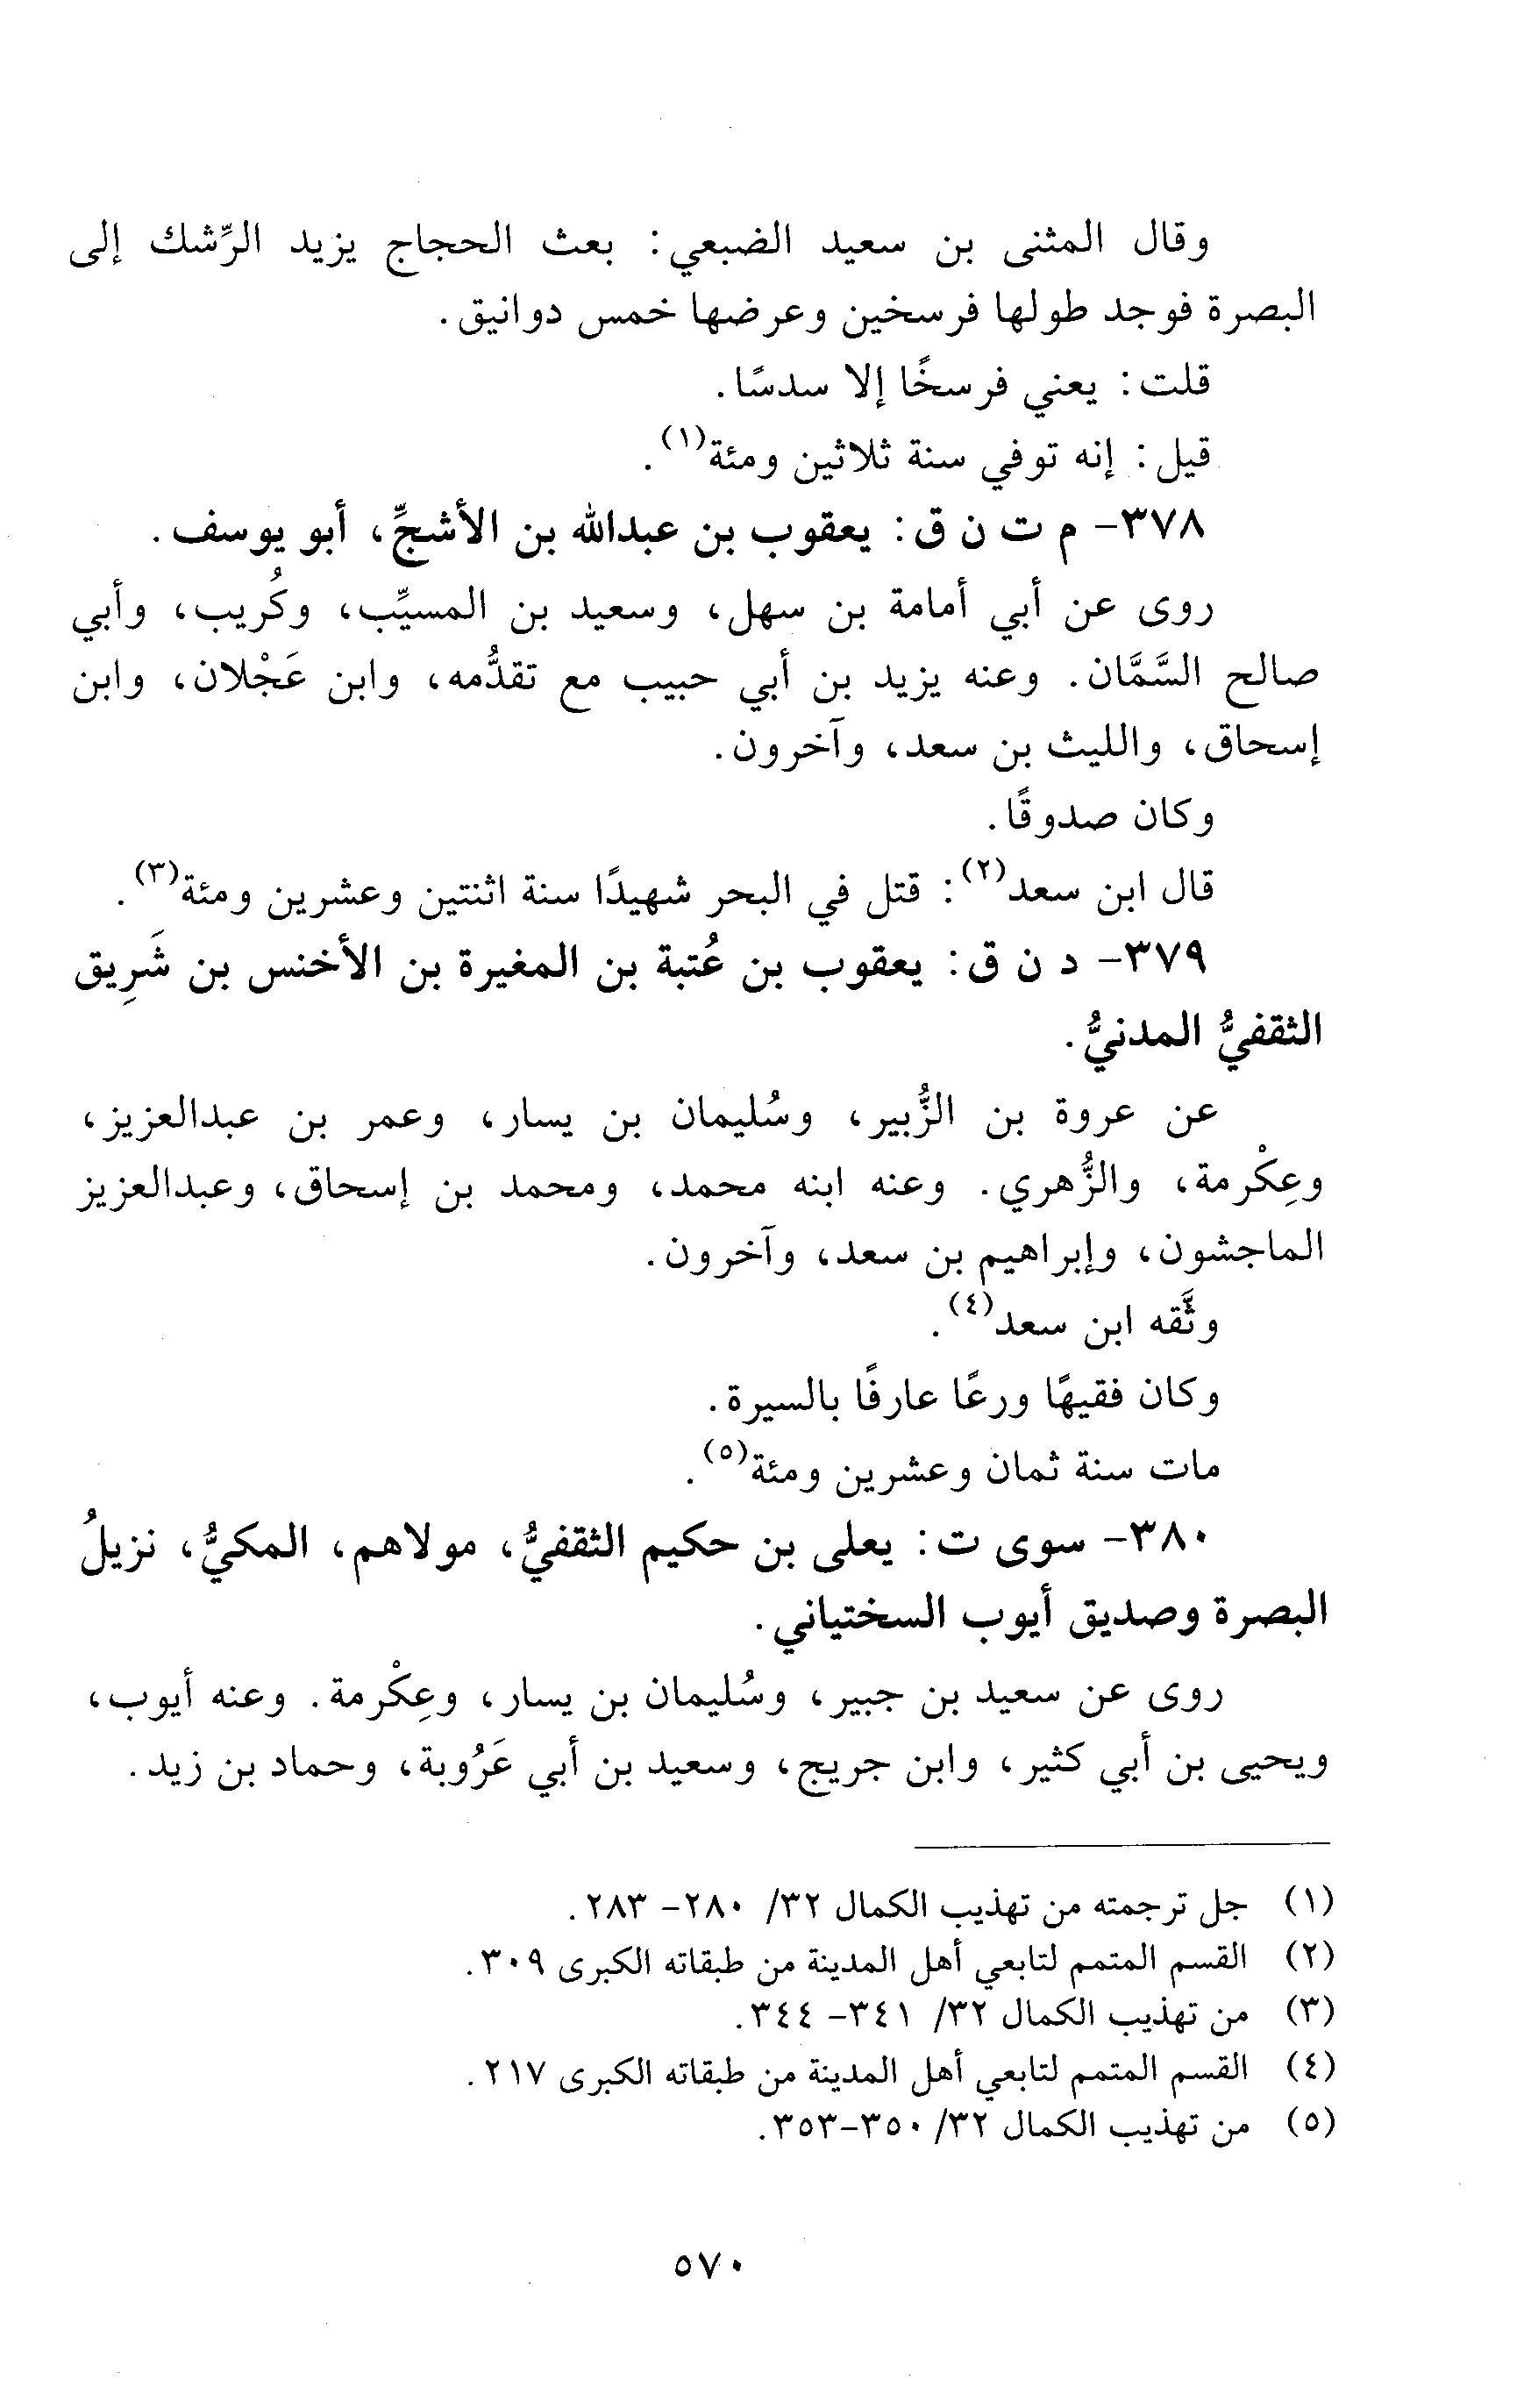 وقال المثنى بن سعيد الضبعي: بعث الحجاج يزيد الرِّشك إلى
البصرة فوجد طولها فرسخين وعرضها خمس دوانيق.
قلت: يعني فرسخًا إلا سدسًا.
قيل: إنه توفي سنة ثلاثين ومئة(١).
٣٧٨- م ت ن ق: يعقوب بن عبدالله بن الأشجِّ، أبو يوسف.
روى عن أبي أمامة بن سهل، وسعيد بن المسيِّب، وكُريب، وأبي
صالح السَّمَّان. وعنه يزيد بن أبي حبيب مع تقدُّمه، وابن عَجْلان، وابن
إسحاق، والليث بن سعد، وآخرون.
وكان صدوقًا.
قال ابن سعد(٢): قتل في البحر شهيدًا سنة اثنتين وعشرين ومئة(٣).
٣٧٩- د ن ق: يعقوب بن عُتبة بن المغيرة بن الأخنس بن شَرِيق
الثقفيُّ المدنيُّ.
عن عروة بن الزُّبير، وسُليمان بن يسار، وعمر بن عبدالعزيز،
وعِكْرمة، والزُّهري. وعنه ابنه محمد، ومحمد بن إسحاق، وعبدالعزيز
الماجشون، وإبراهيم بن سعد، وآخرون.
وثَّقه ابن سعد(٤).
وكان فقيهًا ورعًا عارفًا بالسيرة.
مات سنة ثمان وعشرين ومئة(٥).
٣٨٠- سوى ت: يعلى بن حكيم الثقفيُّ، مولاهم، المكيُّ، نزيلُ
البصرة وصديق أيوب السختياني.
روى عن سعيد بن جبير، وسُليمان بن يسار، وعِكْرمة. وعنه أيوب،
ويحيى بن أبي كثير، وابن جريج، وسعيد بن أبي عَرُوبة، وحماد بن زيد.
(١) جل ترجمته من تهذيب الكمال ٣٢/ ٢٨٠- ٢٨٣.
(٢) القسم المتمم لتابعي أهل المدينة من طبقاته الكبرى ٣٠٩.
(٣) من تهذيب الكمال ٣٢/ ٣٤١- ٣٤٤.
(٤) القسم المتمم لتابعي أهل المدينة من طبقاته الكبرى ٢١٧.
(٥) من تهذيب الكمال ٣٢/ ٣٥٠-٣٥٣.
٥٧٠